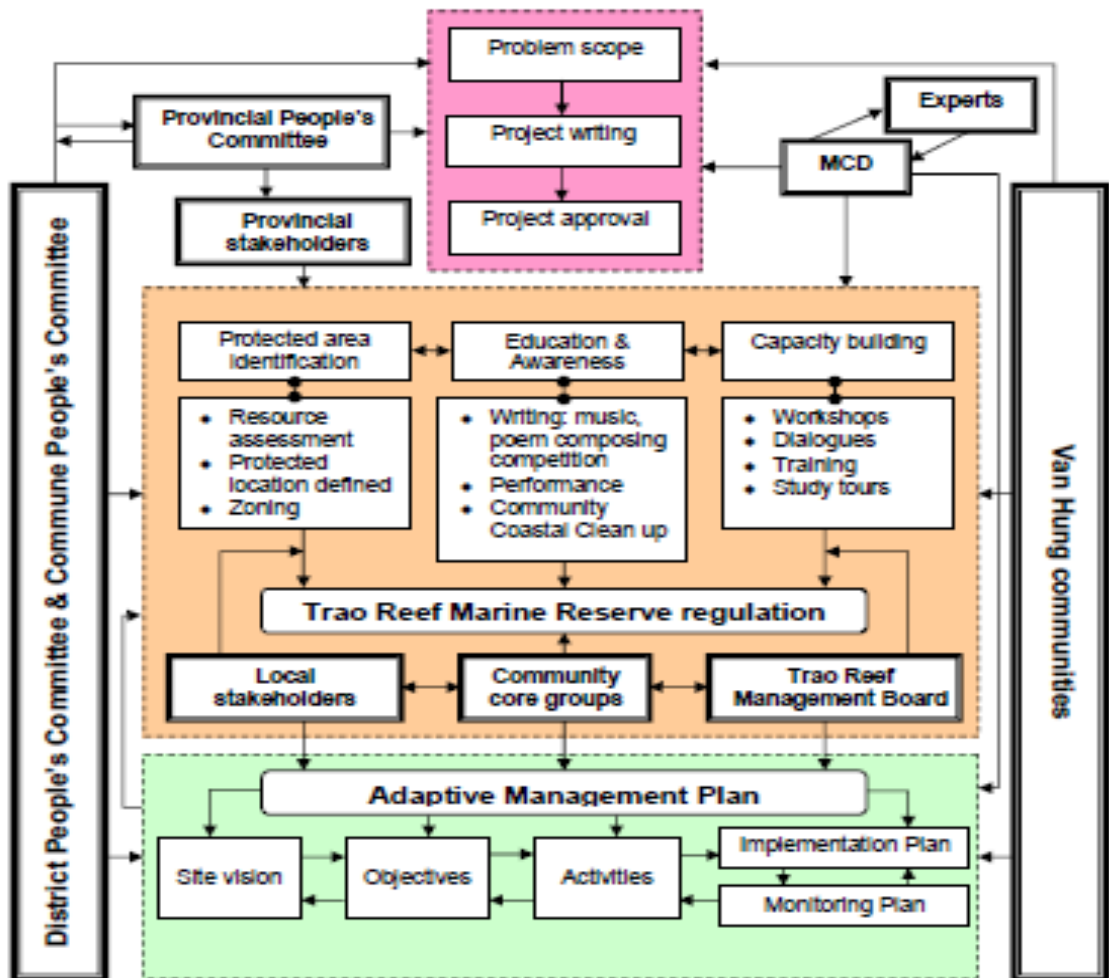 Problem scope
Experts
Provincial People's
Committee
Project writing
MCD
Provincial
stakeholders
Project approval
District People's Committee & Commune People's Committee
Van Hung communities
Protected area
identification
Education &
Awareness
Capacity building
• Resource
assessment
• Protected
location defined
• Zoning
• Writing: music,
poem composing
competition
• Performance
• Community
Coastal Clean up
• Workshops
• Dialogues
• Training
• Study tours
Trao Reef Marine Reserve regulation
Local
stakeholders
Community
core groups
Trao Reef
Management Board
Adaptive Management Plan
Site vision
Objectives
Activities
Implementation Plan
Monitoring Plan